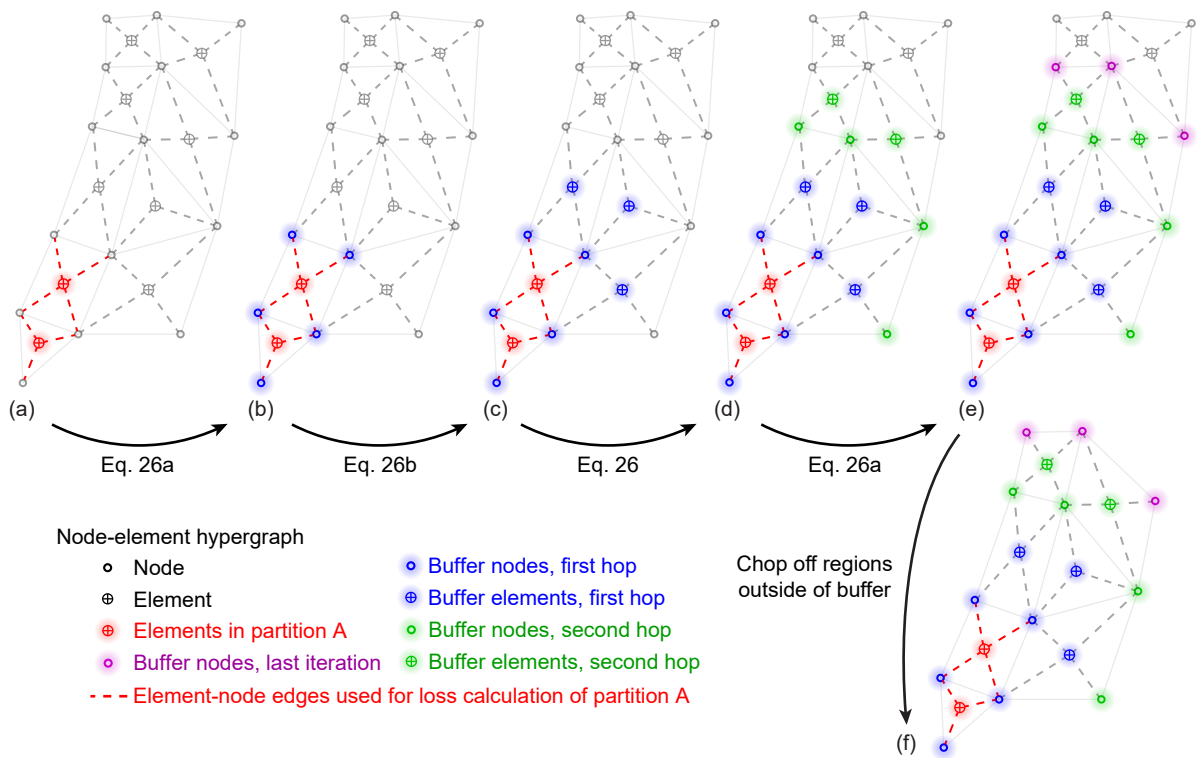 (a)
(b)
(c)
(d)
(e)
Eq. 26a
Eq. 26b
Eq. 26
Eq. 26a
Node-element hypergraph
Node
Element
Elements in partition A
Buffer nodes, last iteration
Buffer nodes, first hop
Buffer elements, first hop
Buffer nodes, second hop
Buffer elements, second hop
Element-node edges used for loss calculation of partition A
Chop off regions
outside of buffer
(f)